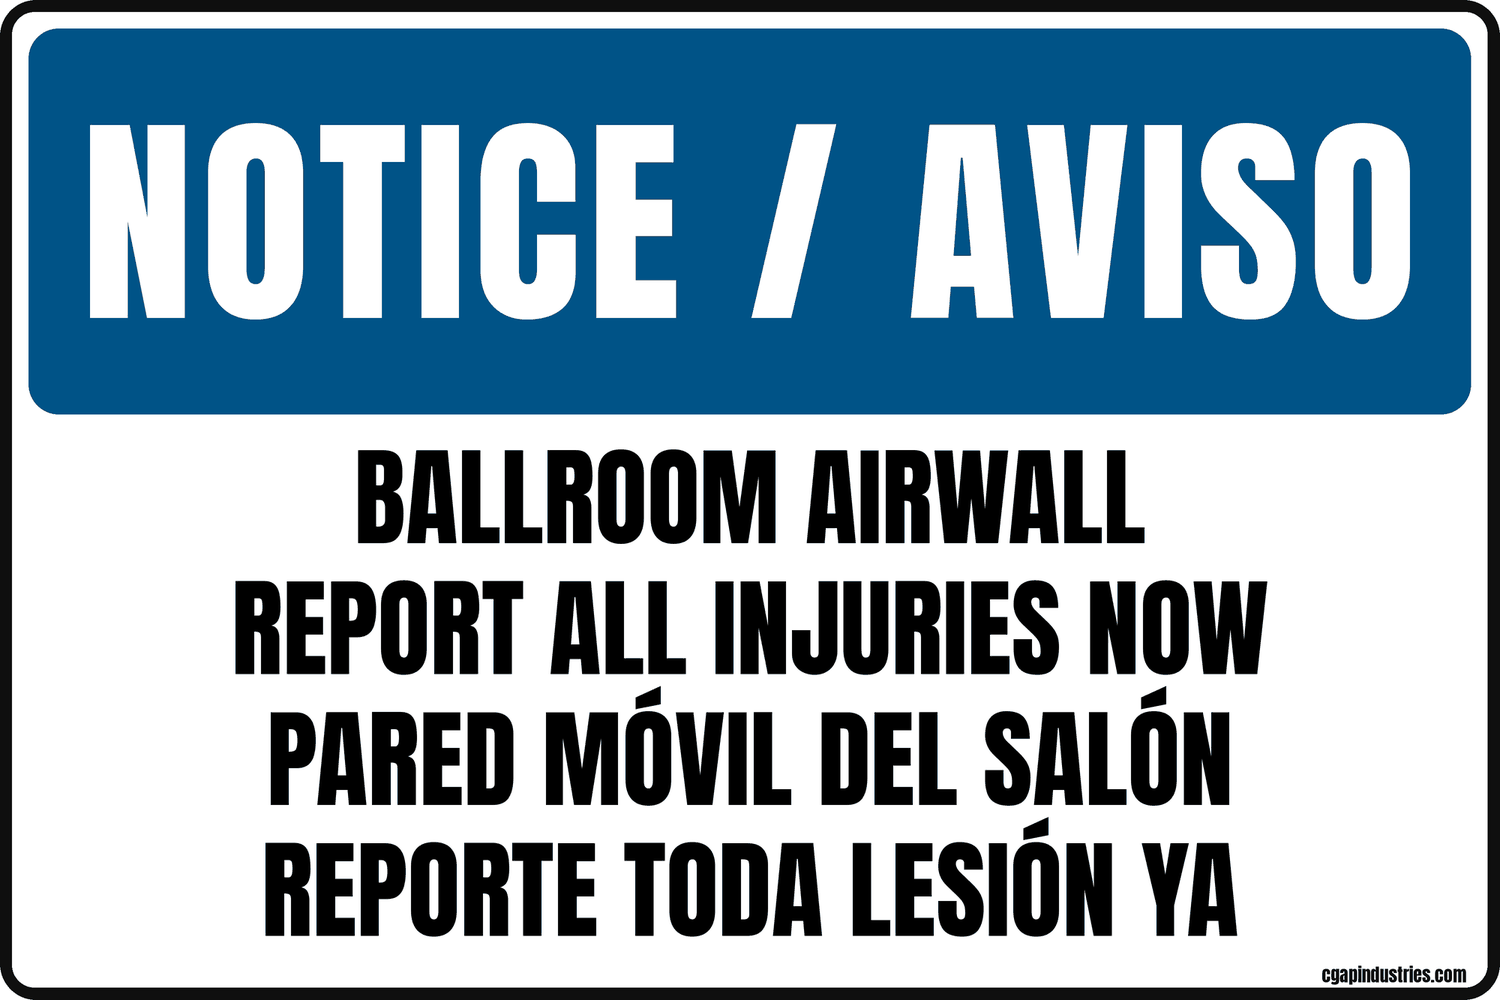 NOTICE / AVISO
BALLROOM AIRWALL
REPORT ALL INJURIES NOW
PARED MÓVIL DEL SALÓN
REPORTE TODA LESIÓN YA
cgapindustries.com